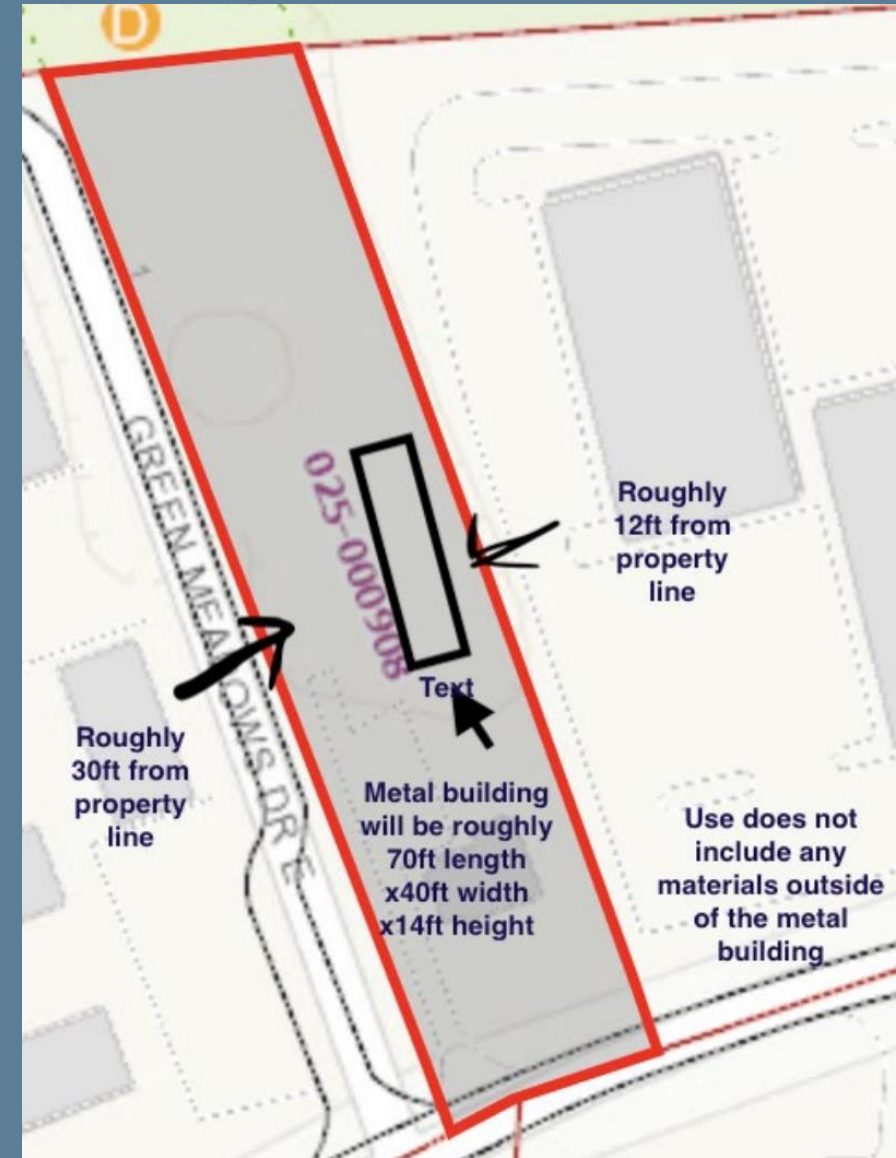 D
1
GREEN MEADOWS DR E
025-000908
Roughly
12ft from
property
line
Text
Roughly
30ft from
property
line
Metal building
will be roughly
70ft length
x40ft width
x14ft height
Use does not
include any
materials outside
of the metal
building